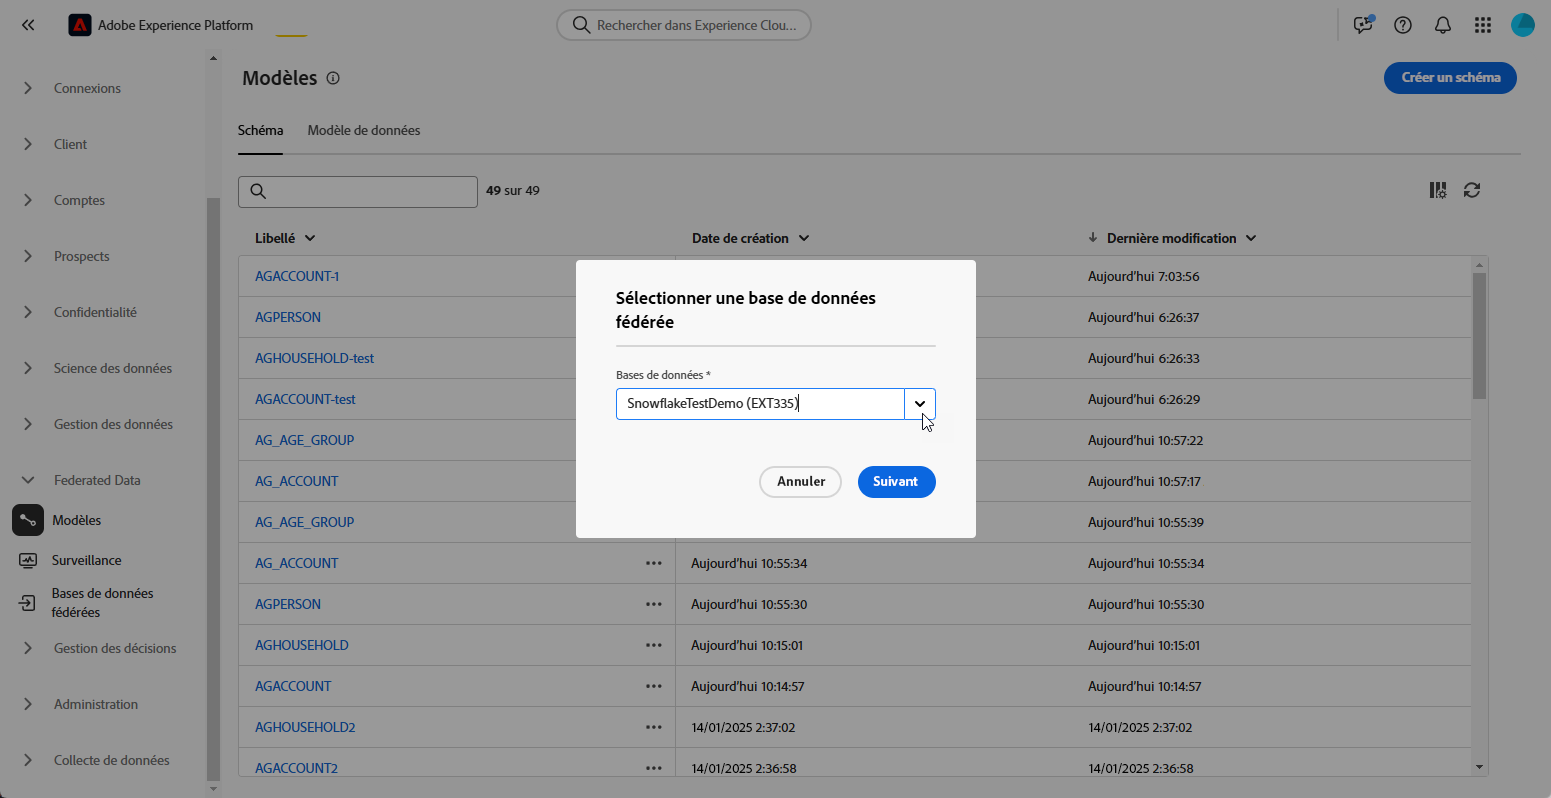 Adobe Experience Platform
Rechercher dans Experience Clou...
Connexions
Client
Comptes
Prospects
Confidentialité
Science des données
Gestion des données
Federated Data
Modèles
Surveillance
Bases de données
fédérées
Gestion des décisions
Administration
Collecte de données
Modèles
Créer un schéma
Schéma Modèle de données
49 sur 49
Libellé Date de création Dernière modification
AGACCOUNT-1 Aujourd'hui 7:03:56
AGPERSON Aujourd'hui 6:26:37
AGHOUSEHOLD-test Aujourd'hui 6:26:33
AGACCOUNT-test Aujourd'hui 6:26:29
AG_AGE_GROUP Aujourd'hui 10:57:22
AG_ACCOUNT Aujourd'hui 10:57:17
AG_AGE_GROUP Aujourd'hui 10:55:39
AG_ACCOUNT Aujourd'hui 10:55:34 Aujourd'hui 10:55:34
AGPERSON Aujourd'hui 10:55:30 Aujourd'hui 10:55:30
AGHOUSEHOLD Aujourd'hui 10:15:01 Aujourd'hui 10:15:01
AGACCOUNT Aujourd'hui 10:14:57 Aujourd'hui 10:14:57
AGHOUSEHOLD2 14/01/2025 2:37:02 14/01/2025 2:37:02
AGACCOUNT2 14/01/2025 2:36:58 14/01/2025 2:36:58
Sélectionner une base de données
fédérée
Bases de données *
SnowflakeTestDemo (EXT335)
Annuler Suivant